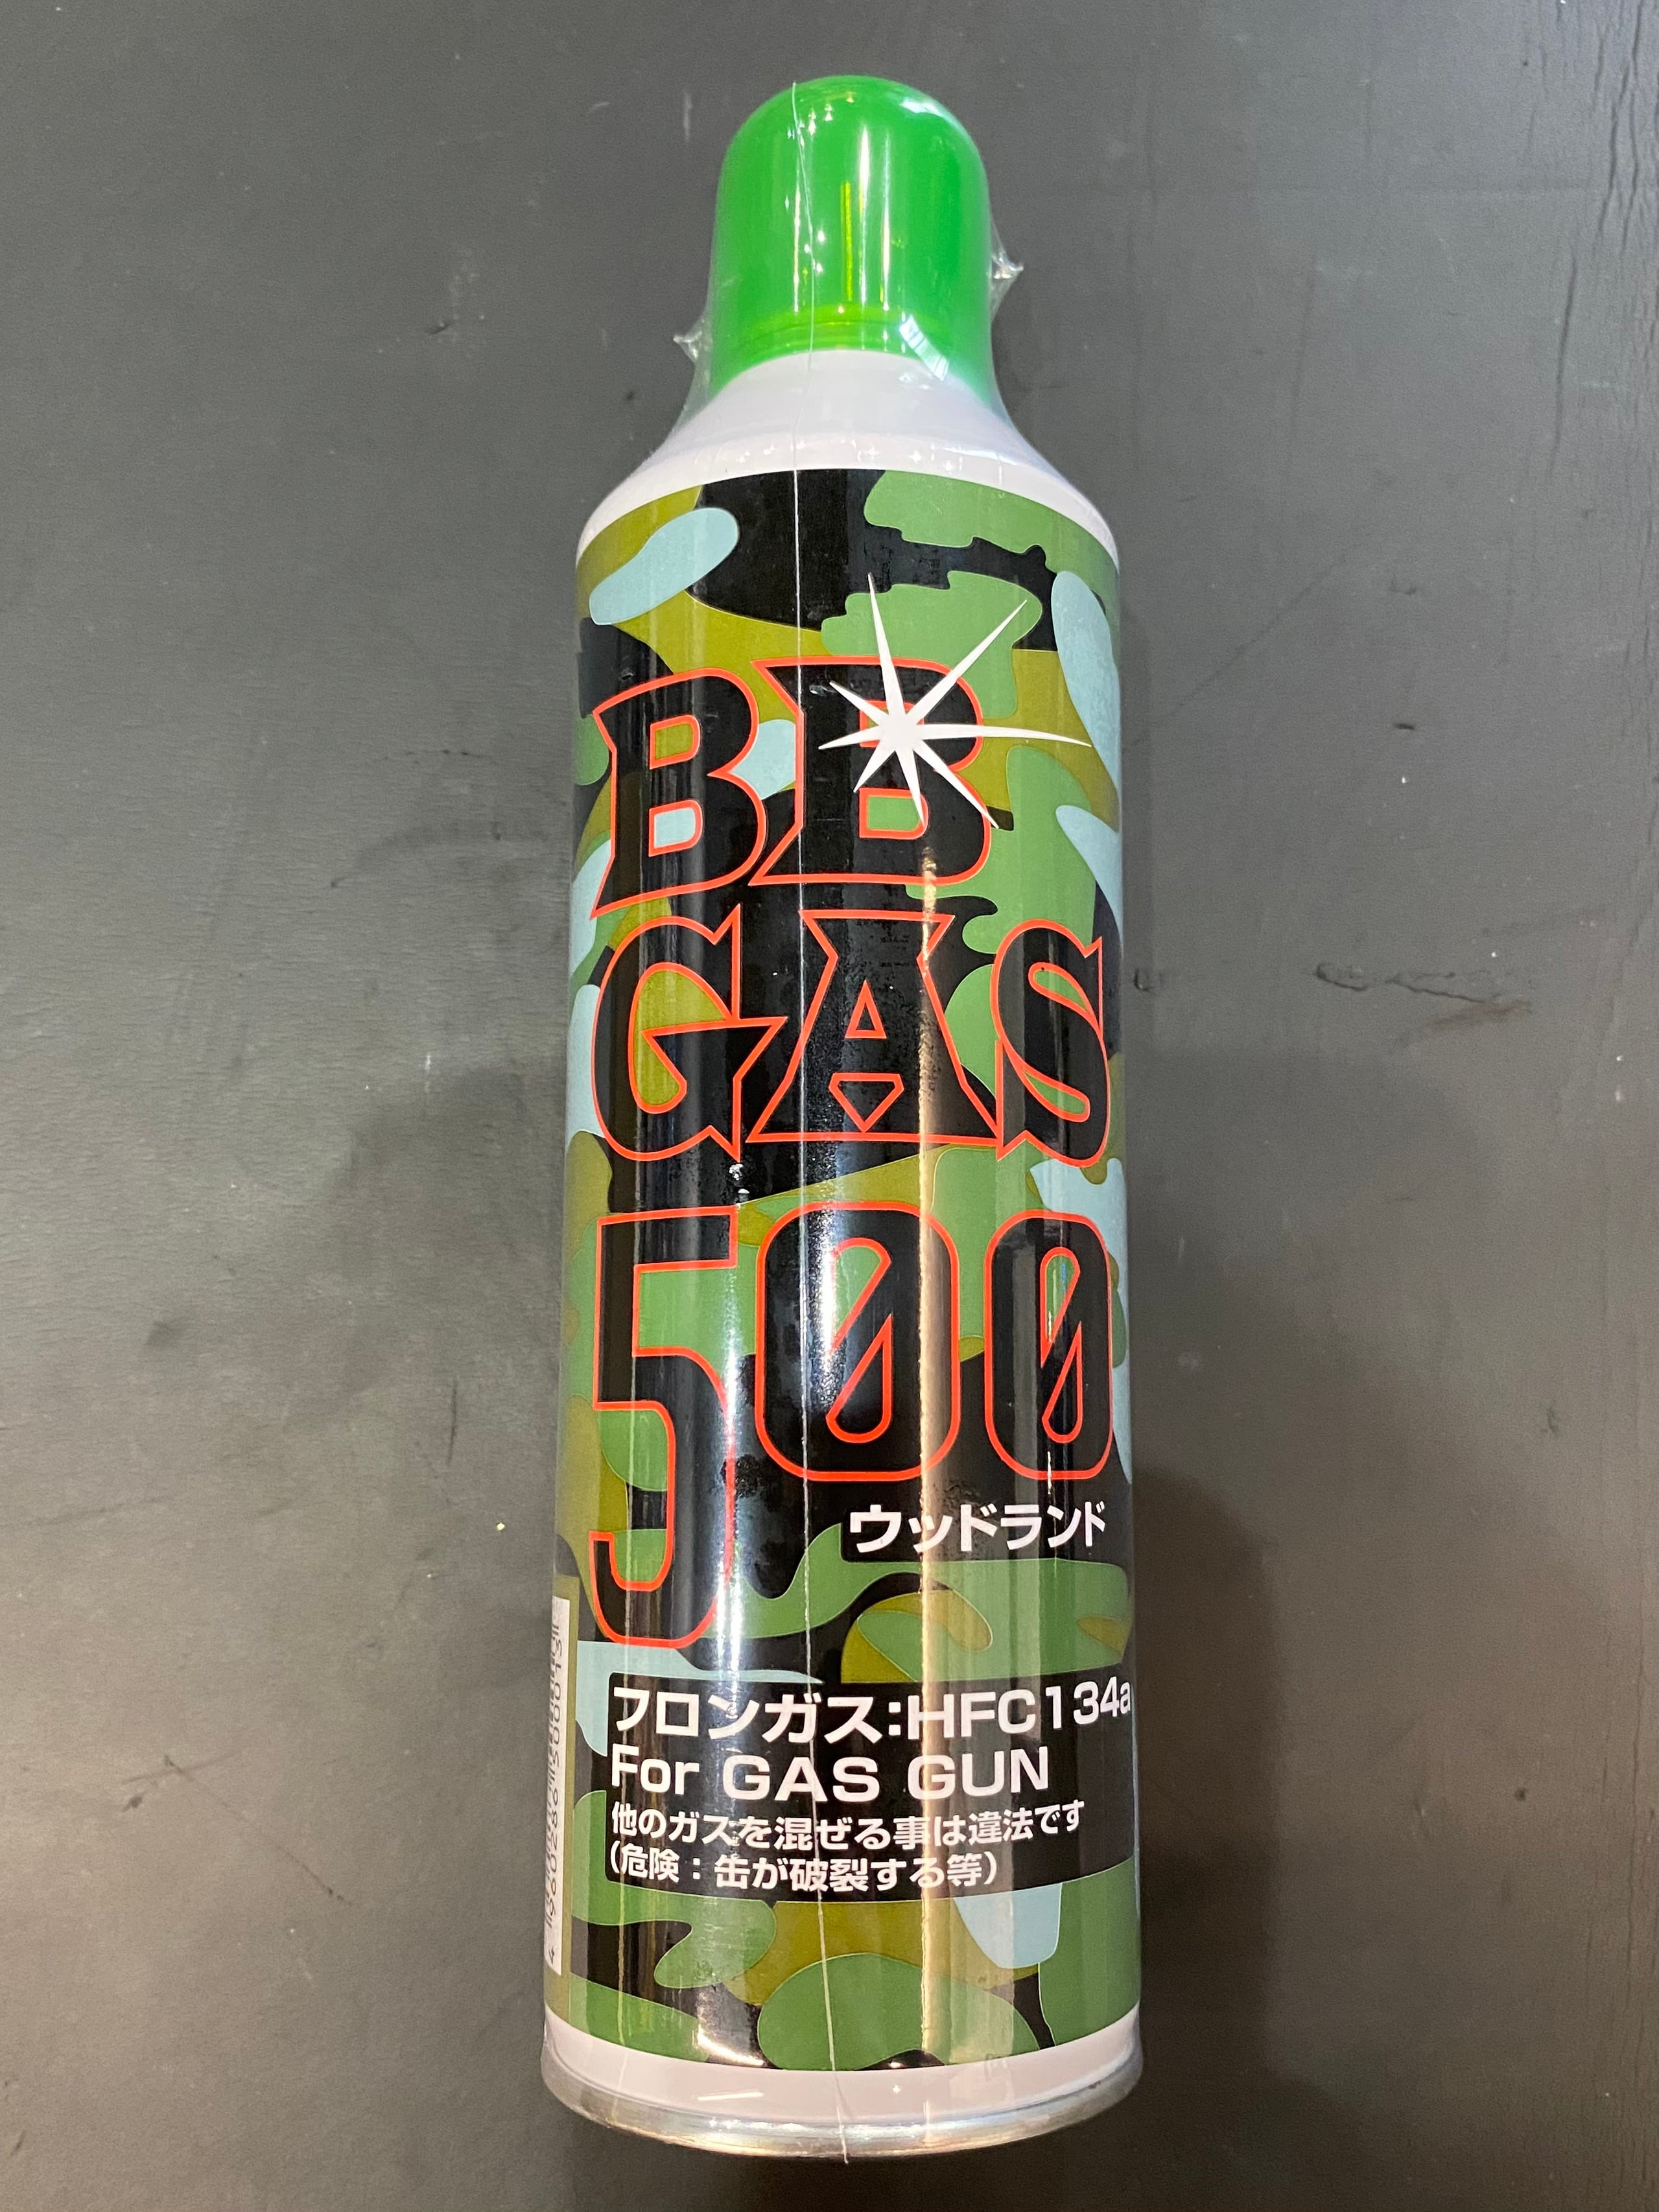 BB
GAS
500
ウッドランド
フロンガス:HFC134a
For GAS GUN
他のガスを混ぜる事は違法です
(危険：缶が破裂する等)